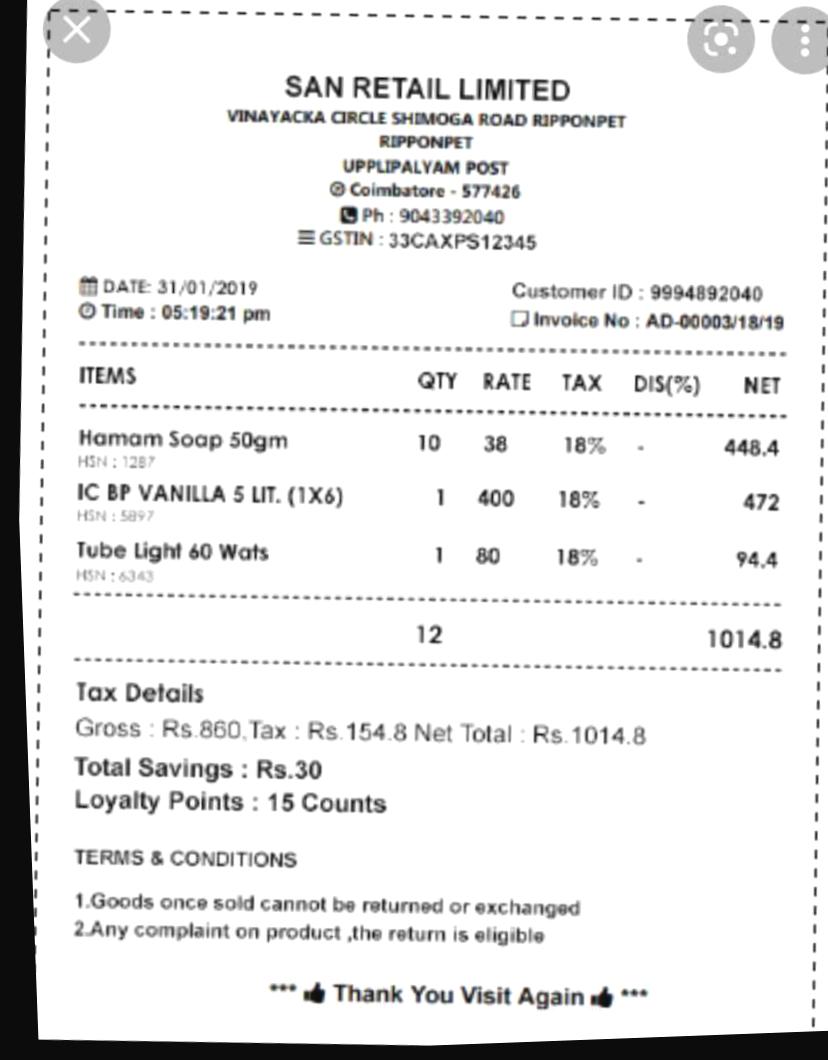 SAN RETAIL LIMITED
VINAYACKA CIRCLE SHIMOGA ROAD RIPPONPET
RIPPONPET
UPPLIPALYAM POST
Coimbatore - 577426
Ph : 9043392040
GSTIN : 33CAXPS12345
DATE: 31/01/2019 Customer ID : 9994892040
Time : 05:19:21 pm Invoice No : AD-00003/18/19
ITEMS QTY RATE TAX DIS(%) NET
Hamam Soap 50gm 10 38 18% - 448.4
HSN : 1287
IC BP VANILLA 5 LIT. (1X6) 1 400 18% - 472
HSN : 5897
Tube Light 60 Wats 1 80 18% - 94.4
HSN : 6343
12 1014.8
Tax Details
Gross : Rs.860,Tax : Rs.154.8 Net Total : Rs.1014.8
Total Savings : Rs.30
Loyalty Points : 15 Counts
TERMS & CONDITIONS
1.Goods once sold cannot be returned or exchanged
2.Any complaint on product ,the return is eligible
*** Thank You Visit Again ***